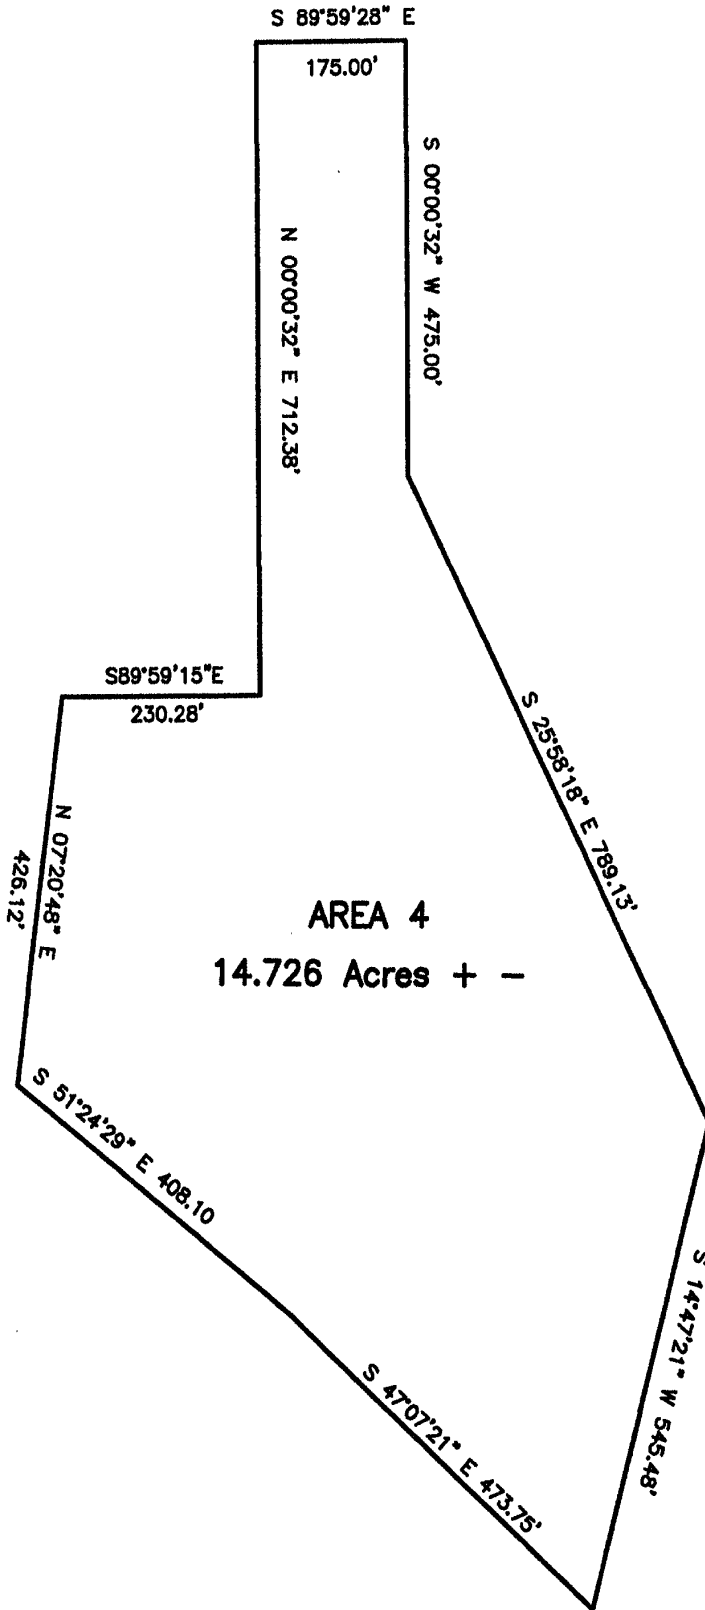 S 89°59'28" E
175.00'
S 00°00'32" W 475.00'
N 00°00'32" E 712.38'
S89°59'15"E
230.28'
S 25°58'18" E 789.13'
N 07°20'48" E
426.12'
AREA 4
14.726 Acres + -
S 51°24'29" E 408.10
S 14°47'21" W 545.48'
S 47°07'21" E 473.75'